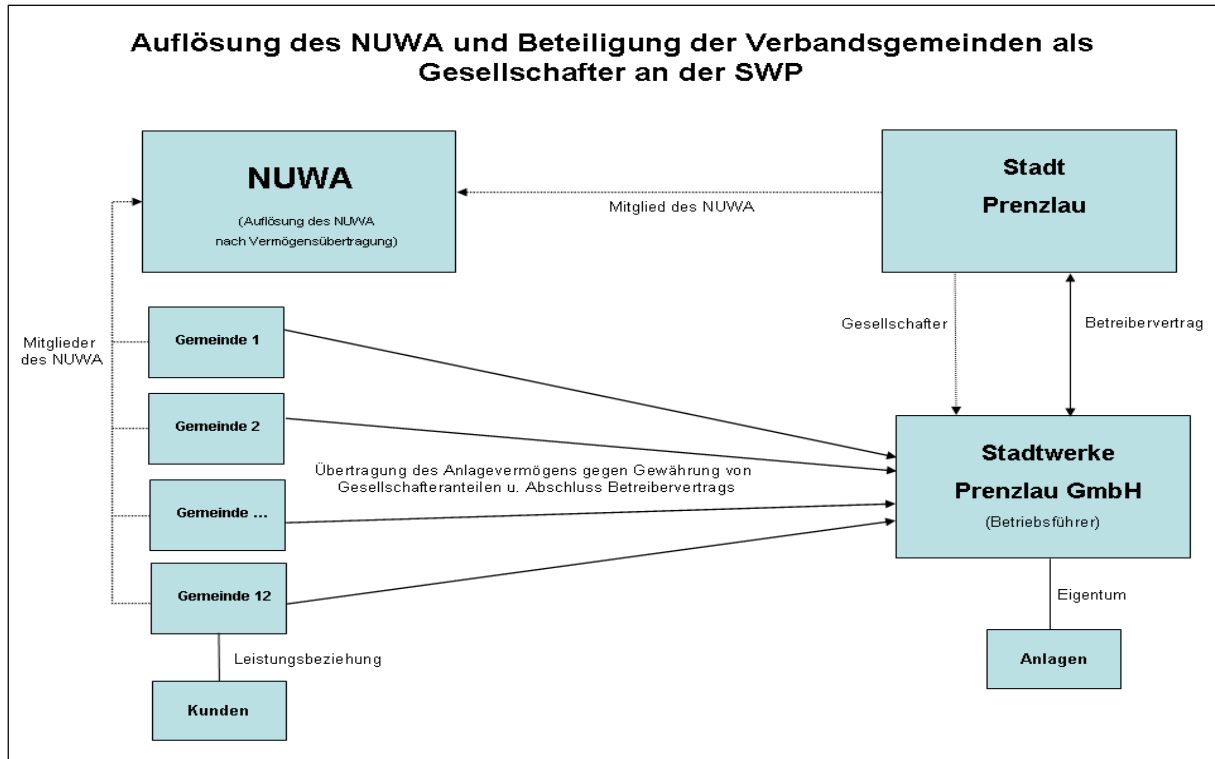 Auflösung des NUWA und Beteiligung der Verbandsgemeinden als
Gesellschafter an der SWP
NUWA
(Auflösung des NUWA
nach Vermögensübertragung)
Mitglied des NUWA
Stadt
Prenzlau
Gesellschafter
Betreibervertrag
Mitglieder
des NUWA
Gemeinde 1
Gemeinde 2
Gemeinde ...
Gemeinde 12
Übertragung des Anlagevermögens gegen Gewährung von
Gesellschafteranteilen u. Abschluss Betreibervertrags
Stadtwerke
Prenzlau GmbH
(Betriebsführer)
Eigentum
Anlagen
Leistungsbeziehung
Kunden